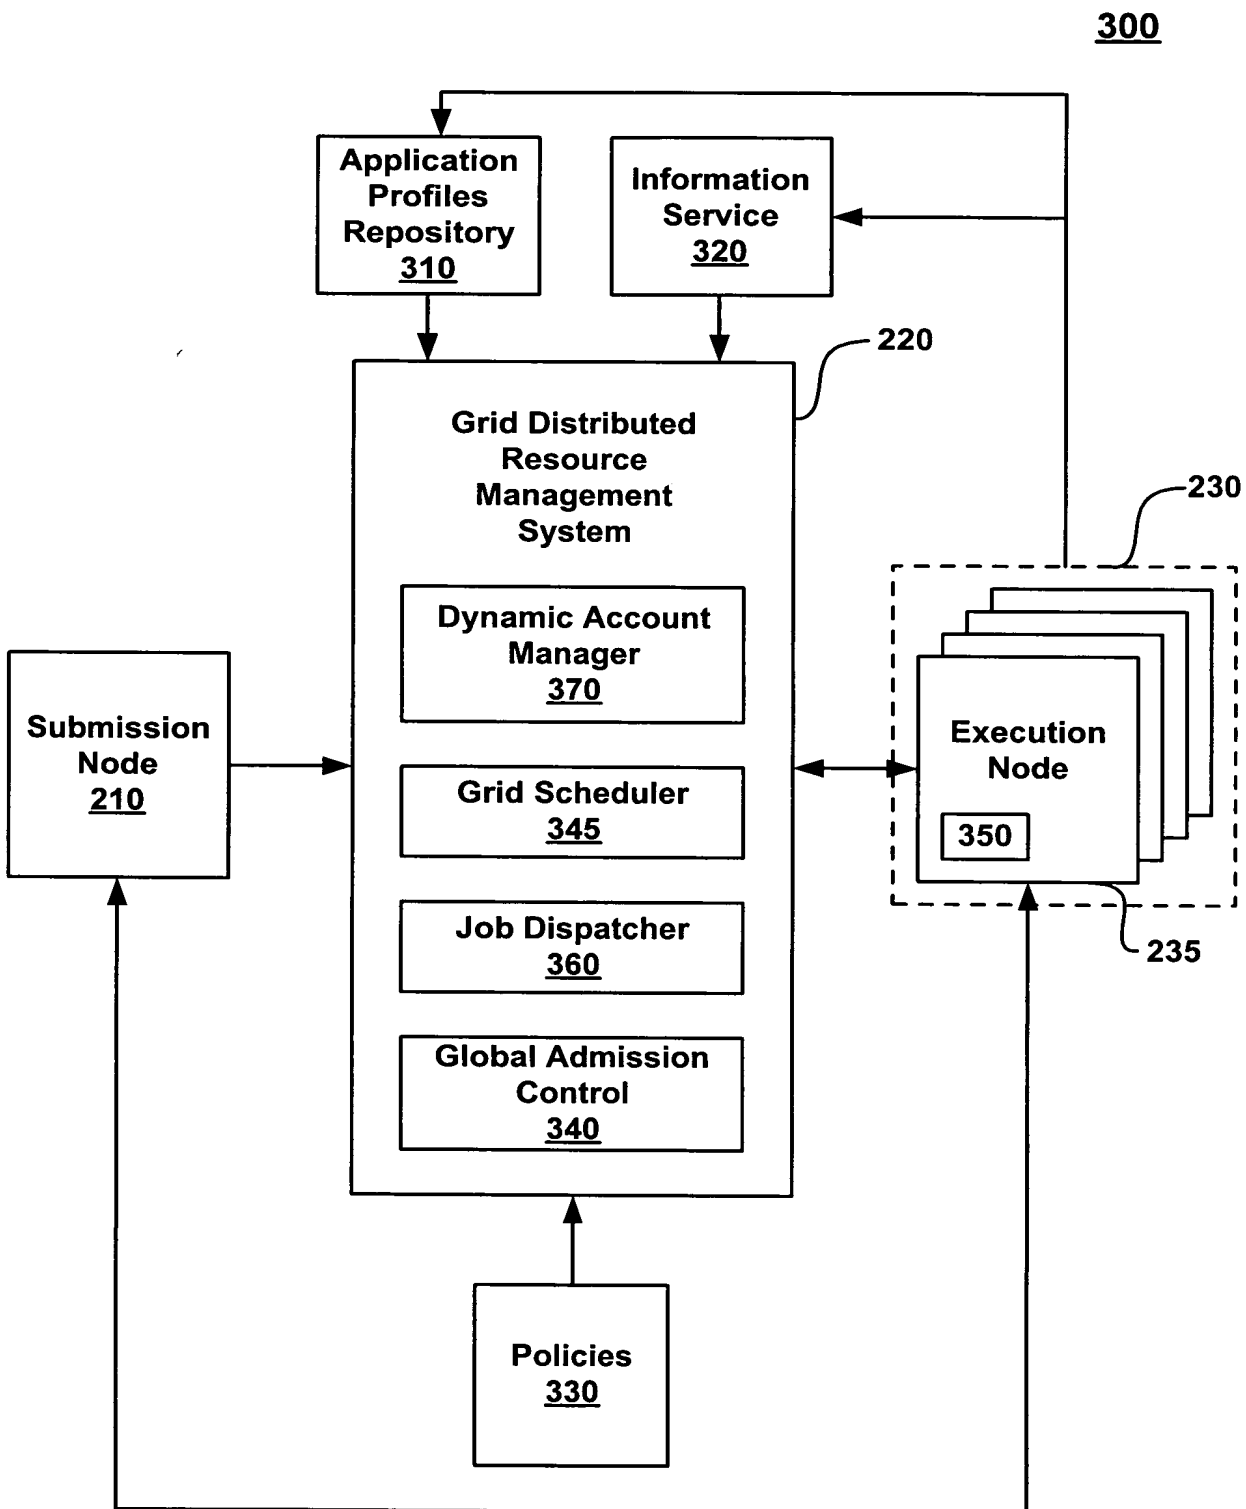 300
Application
Profiles
Repository
310
Information
Service
320
220
Grid Distributed
Resource
Management
System
230
Dynamic Account
Manager
370
Submission
Node
210
Execution
Node
350
Grid Scheduler
345
Job Dispatcher
360
235
Global Admission
Control
340
Policies
330